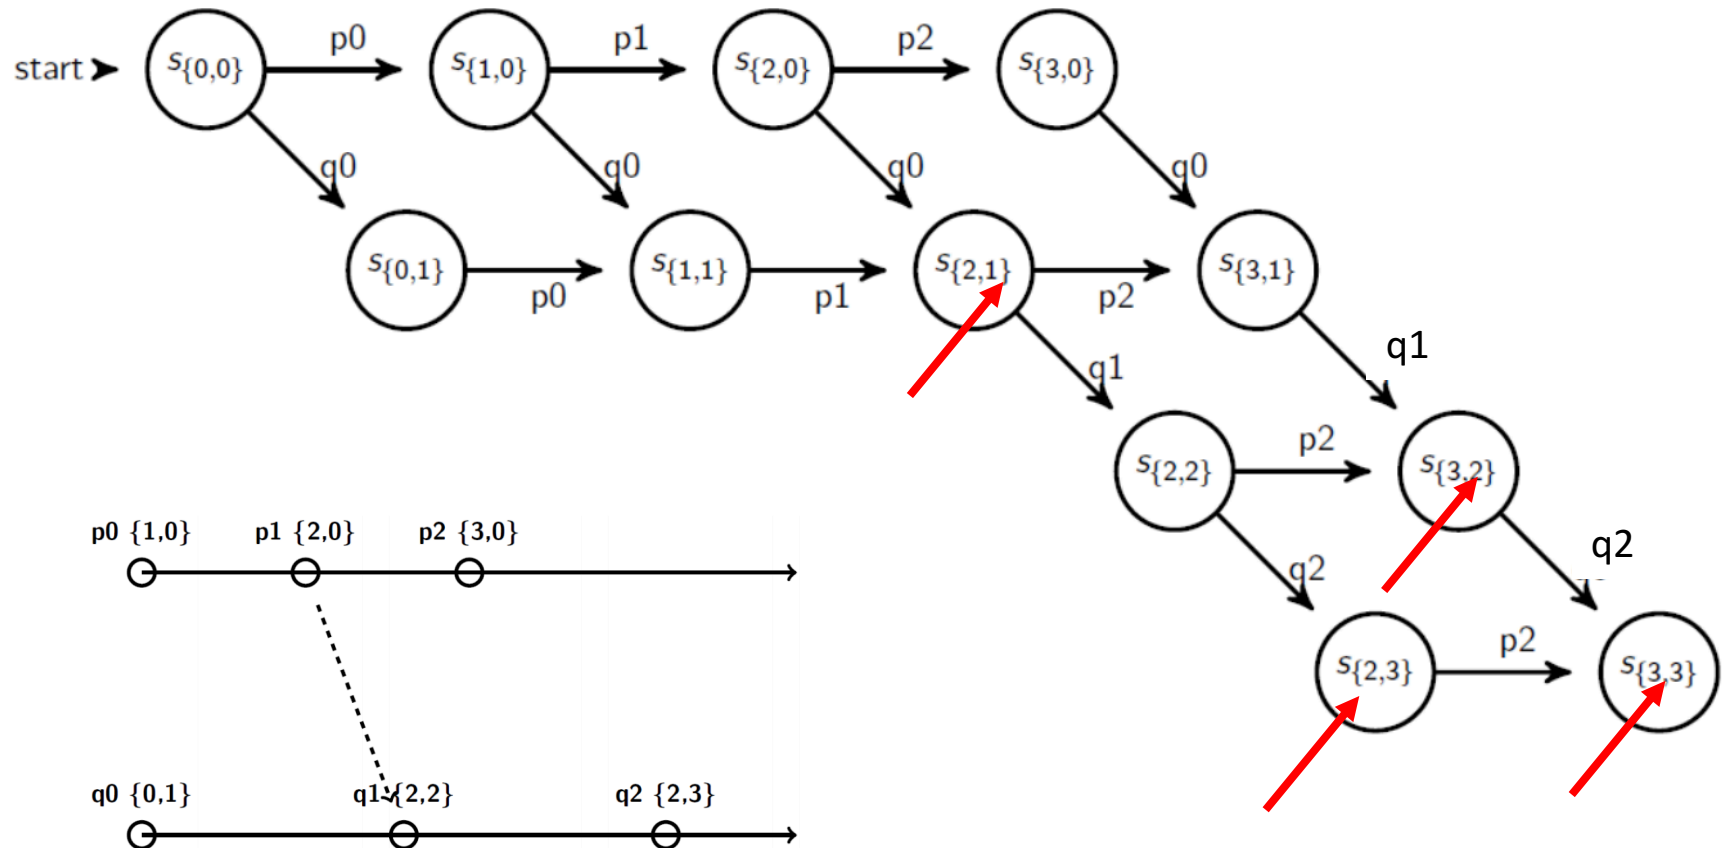 start p0 p1 p2
s{0,0} s{1,0} s{2,0} s{3,0}
q0 q0 q0 q0
s{0,1} s{1,1} s{2,1} s{3,1}
p0 p1 p2
q1 q1
p2
s{2,2} s{3,2}
q2 q2
p2
s{2,3} s{3,3}
p0 {1,0} p1 {2,0} p2 {3,0}
q0 {0,1} q1 {2,2} q2 {2,3}